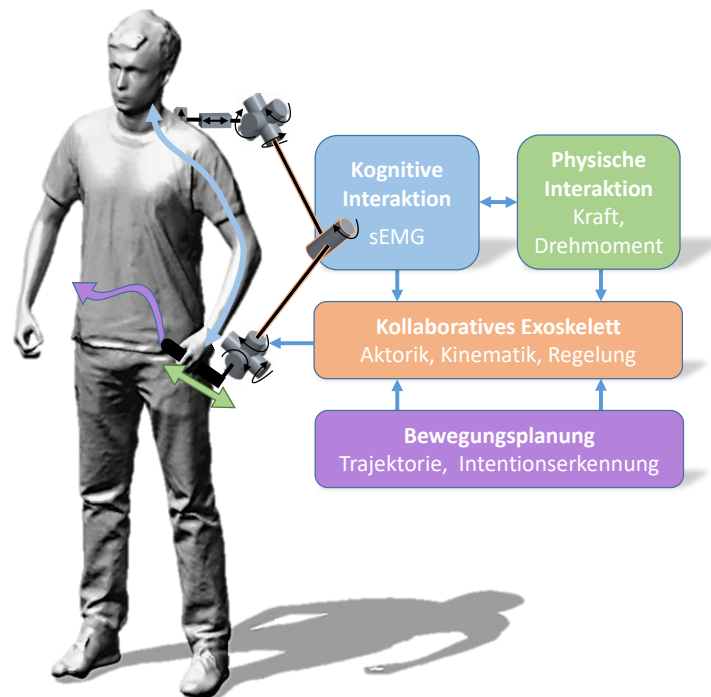 Kognitive
Interaktion
sEMG
Physische
Interaktion
Kraft,
Drehmoment
Kollaboratives Exoskelett
Aktorik, Kinematik, Regelung
Bewegungsplanung
Trajektorie, Intentionserkennung